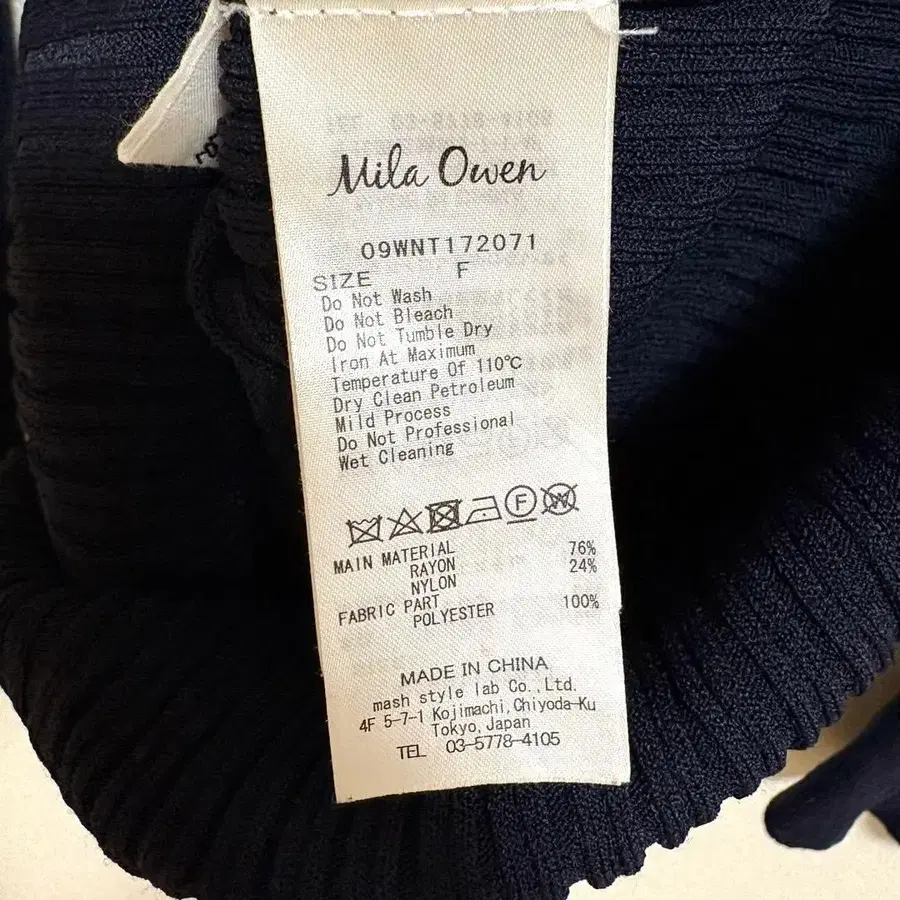 Mila Owen
09WNT172071
SIZE F
Do Not Wash
Do Not Bleach
Do Not Tumble Dry
Iron At Maximum
Temperature Of 110℃
Dry Clean Petroleum
Mild Process
Do Not Professional
Wet Cleaning
F W
MAIN MATERIAL
RAYON 76%
NYLON 24%
FABRIC PART
POLYESTER 100%
MADE IN CHINA
mash style lab Co.,Ltd.
4F 5-7-1 Kojimachi,Chiyoda-Ku
Tokyo,Japan
TEL 03-5778-4105